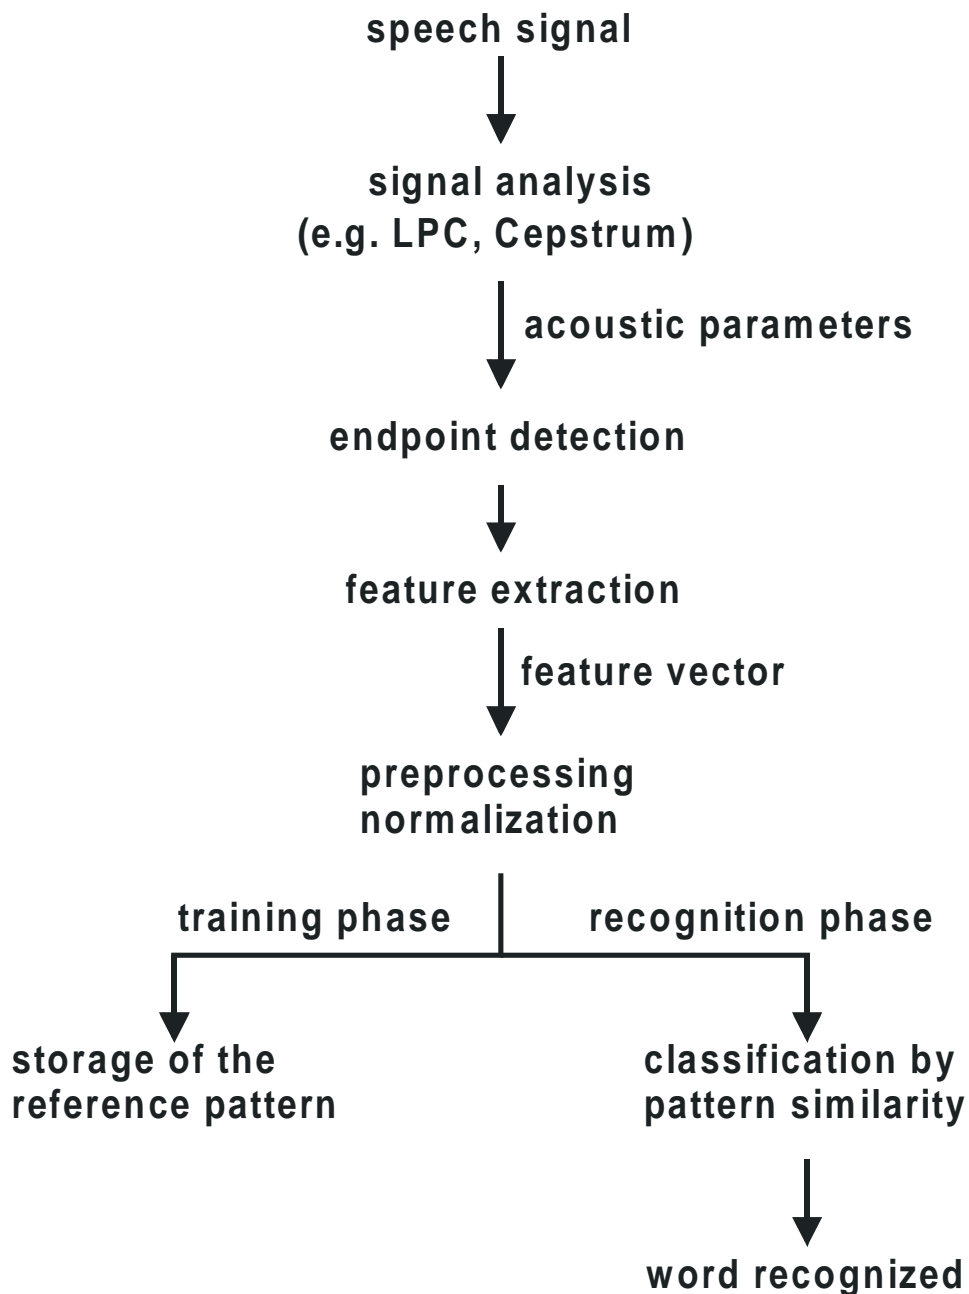 speech signal
signal analysis
(e.g. LPC, Cepstrum)
acoustic parameters
endpoint detection
feature extraction
feature vector
preprocessing
normalization
training phase
recognition phase
storage of the
reference pattern
classification by
pattern similarity
word recognized